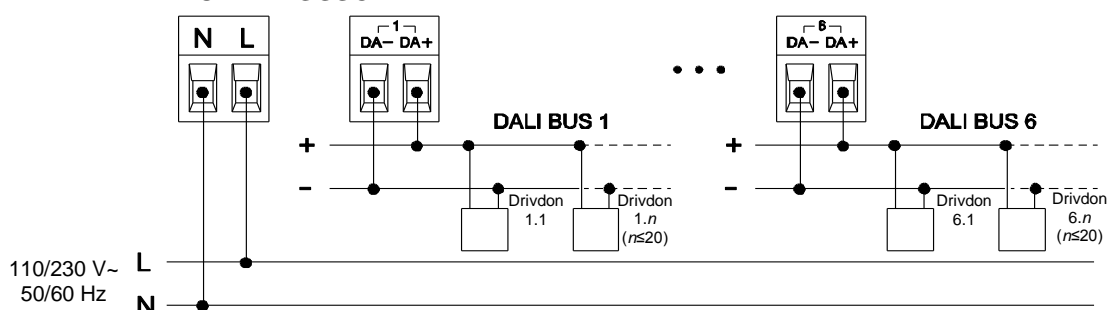 N L
1
DA− DA+
6
DA− DA+
DALI BUS 1
DALI BUS 6
+
−
+
−
Drivdon
1.1
Drivdon
1.n
(n≤20)
Drivdon
6.1
Drivdon
6.n
(n≤20)
110/230 V~
50/60 Hz
L
N